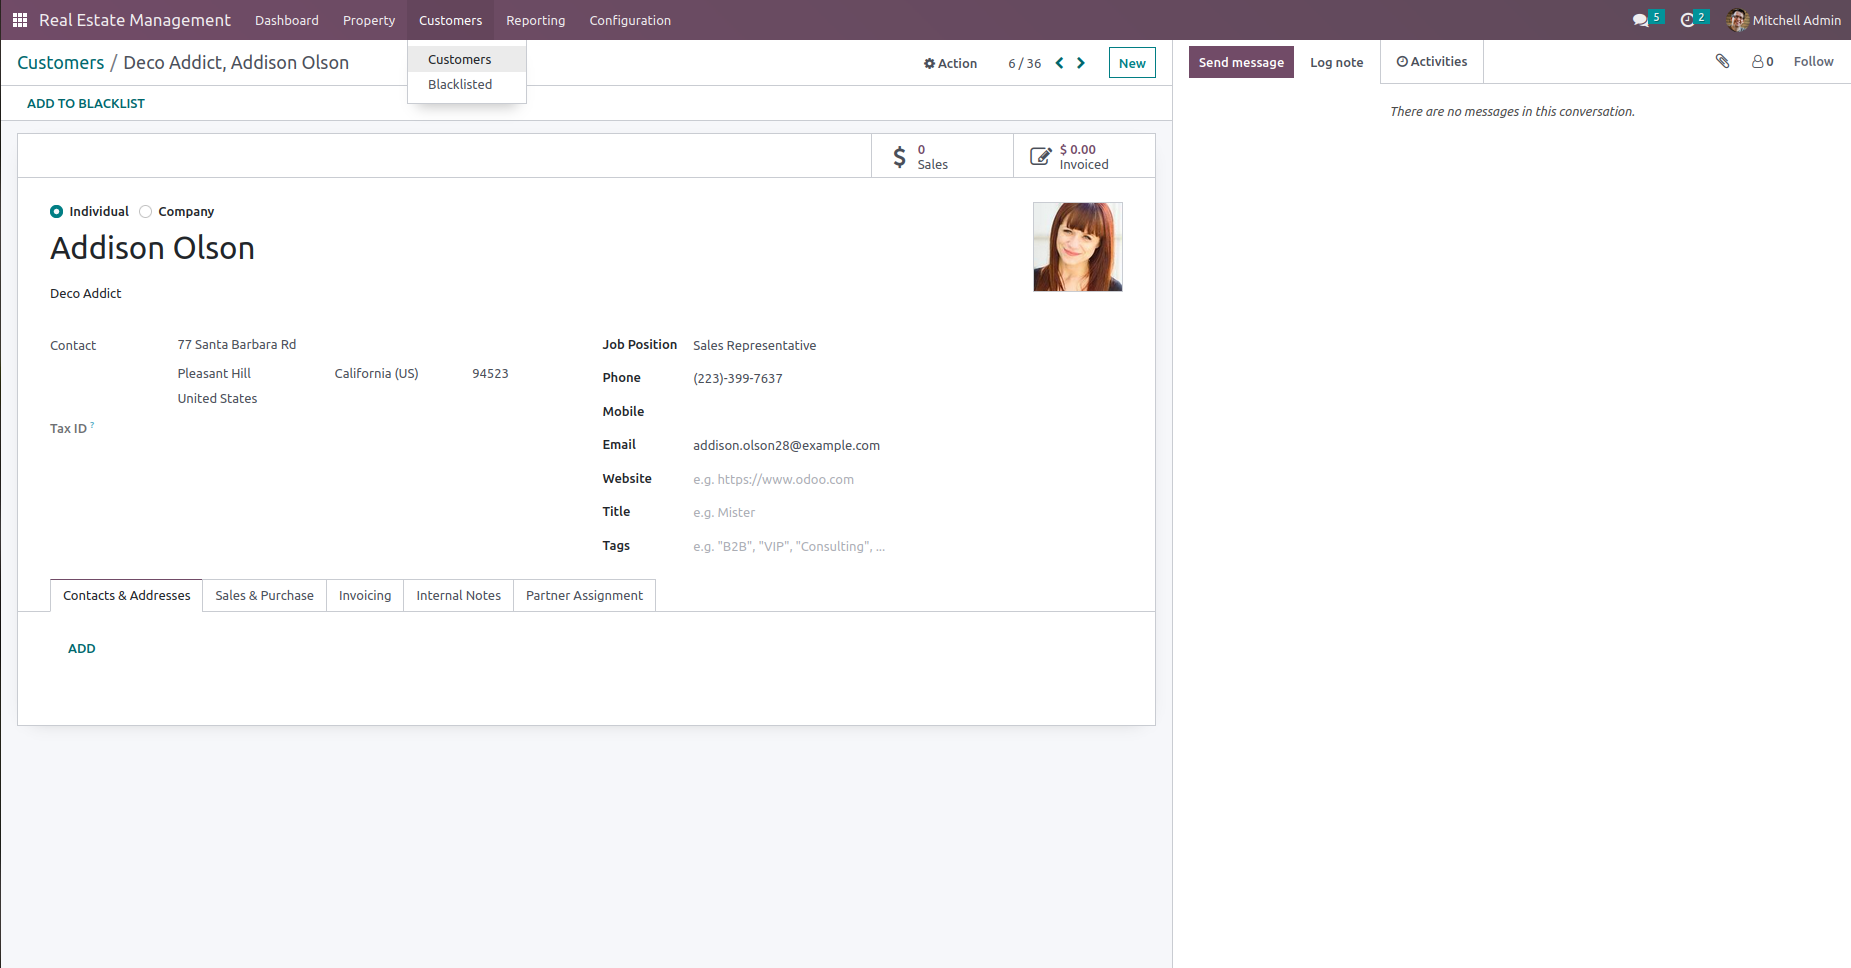 Real Estate Management Dashboard Property Customers Reporting Configuration 5 2 Mitchell Admin
Customers
Blacklisted
Customers / Deco Addict, Addison Olson Action 6 / 36 New
Send message Log note Activities 0 Follow
ADD TO BLACKLIST
There are no messages in this conversation.
$ 0
Sales
$ 0.00
Invoiced
Individual Company
Addison Olson
Deco Addict
Contact 77 Santa Barbara Rd
Pleasant Hill California (US) 94523
United States
Tax ID ?
Job Position Sales Representative
Phone (223)-399-7637
Mobile
Email addison.olson28@example.com
Website e.g. https://www.odoo.com
Title e.g. Mister
Tags e.g. "B2B", "VIP", "Consulting", ...
Contacts & Addresses Sales & Purchase Invoicing Internal Notes Partner Assignment
ADD